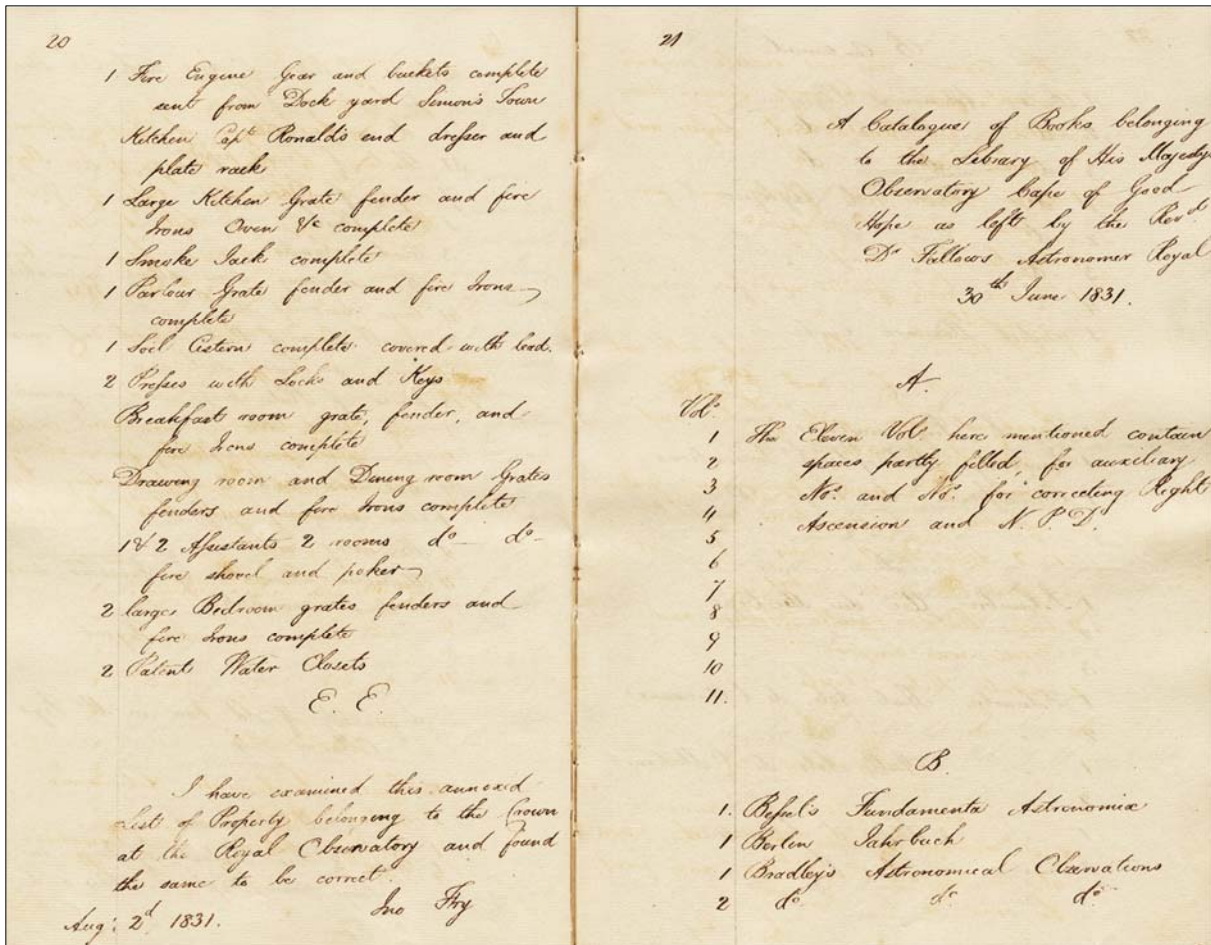 20
1 Fire Engine Gear and buckets complete
sent from Dock yard Simon's Town
Kitchen Capt Ronald's end dresser and
plate rack
1 Large Kitchen Grate fender and fire
Irons Oven &c complete
1 Smoke Jack complete
1 Parlour Grate fender and fire Irons
complete
1 Soil Cistern complete covered with lead.
2 Presses with Locks and Keys
Breakfast room grate, fender, and
fire Irons complete
Drawing room and Dining room Grates
fenders and fire Irons complete
1 & 2 Assistants 2 rooms do do
fire shovel and poker
2 large Bedroom grates fenders and
fire Irons complete
2 Patent Water Closets
E. E.
I have examined this annexed
List of Property belonging to the Crown
at the Royal Observatory and found
the same to be correct.
Jno Fry
Aug: 2d 1831.
21
A Catalogue of Books belonging
to the Library of His Majestys
Observatory Cape of Good
Hope as left by the Revd
Dr Fallows Astronomer Royal
30th June 1831.
A.
Vols.
1 The Eleven Vol. here mentioned contain
2 spaces partly filled, for auxiliary
3 Nos. and Nos. for correcting Right
4 Ascension and N. P. D.
5
6
7
8
9
10
11.
B.
1. Bessel's Fundamenta Astronomiæ
1 Berlin Jahrbuch
1 Bradley's Astronomical Observations
2 do. do. do.